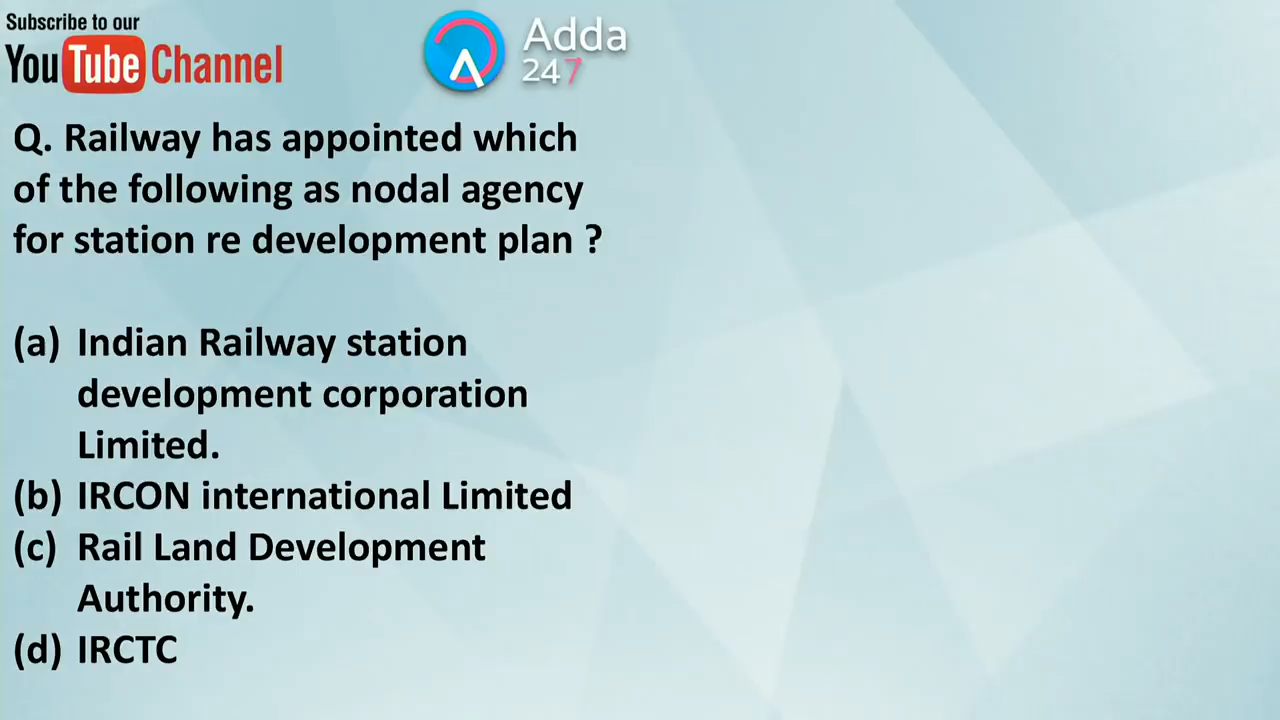 Subscribe to our
YouTube Channel
Adda
247
Q. Railway has appointed which
of the following as nodal agency
for station re development plan ?
(a) Indian Railway station
development corporation
Limited.
(b) IRCON international Limited
(c) Rail Land Development
Authority.
(d) IRCTC